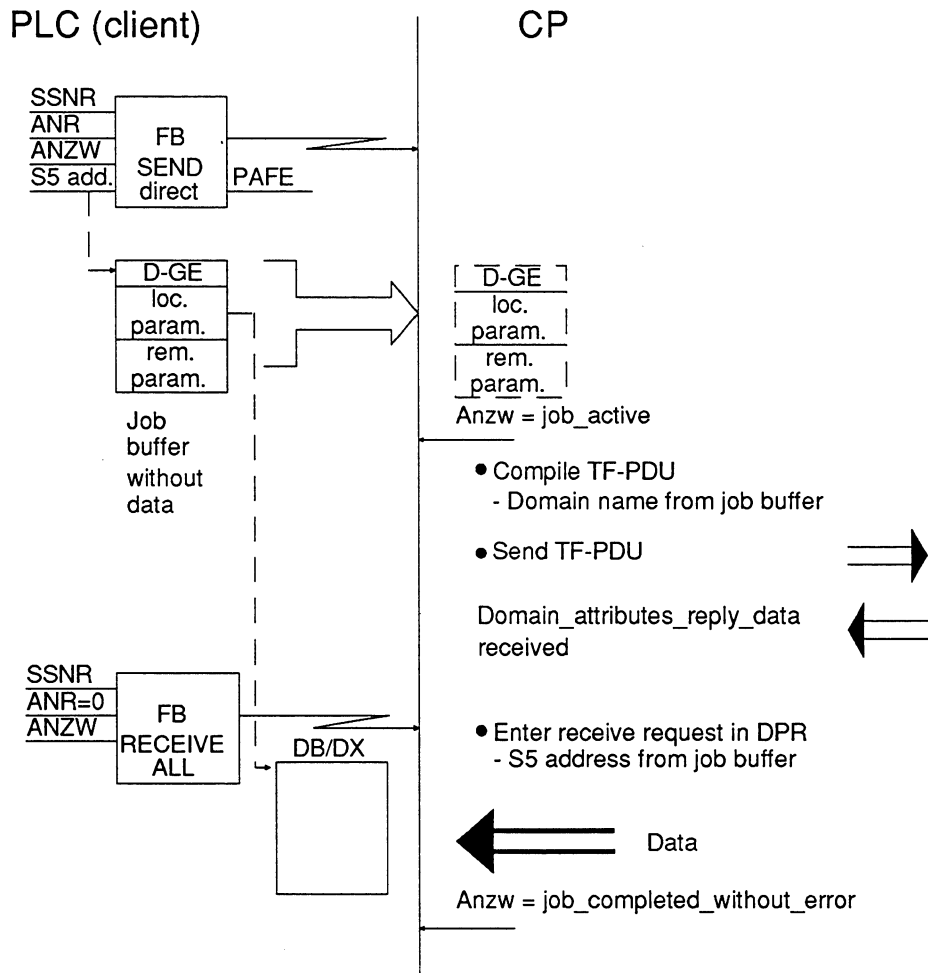 PLC (client)
CP
SSNR
ANR
ANZW
S5 add.
FB
SEND
direct
PAFE
D-GE
loc.
param.
rem.
param.
Job
buffer
without
data
D-GE
loc.
param.
rem.
param.
Anzw = job_active
• Compile TF-PDU
- Domain name from job buffer
• Send TF-PDU
Domain_attributes_reply_data
received
SSNR
ANR=0
ANZW
FB
RECEIVE
ALL
DB/DX
• Enter receive request in DPR
- S5 address from job buffer
Data
Anzw = job_completed_without_error